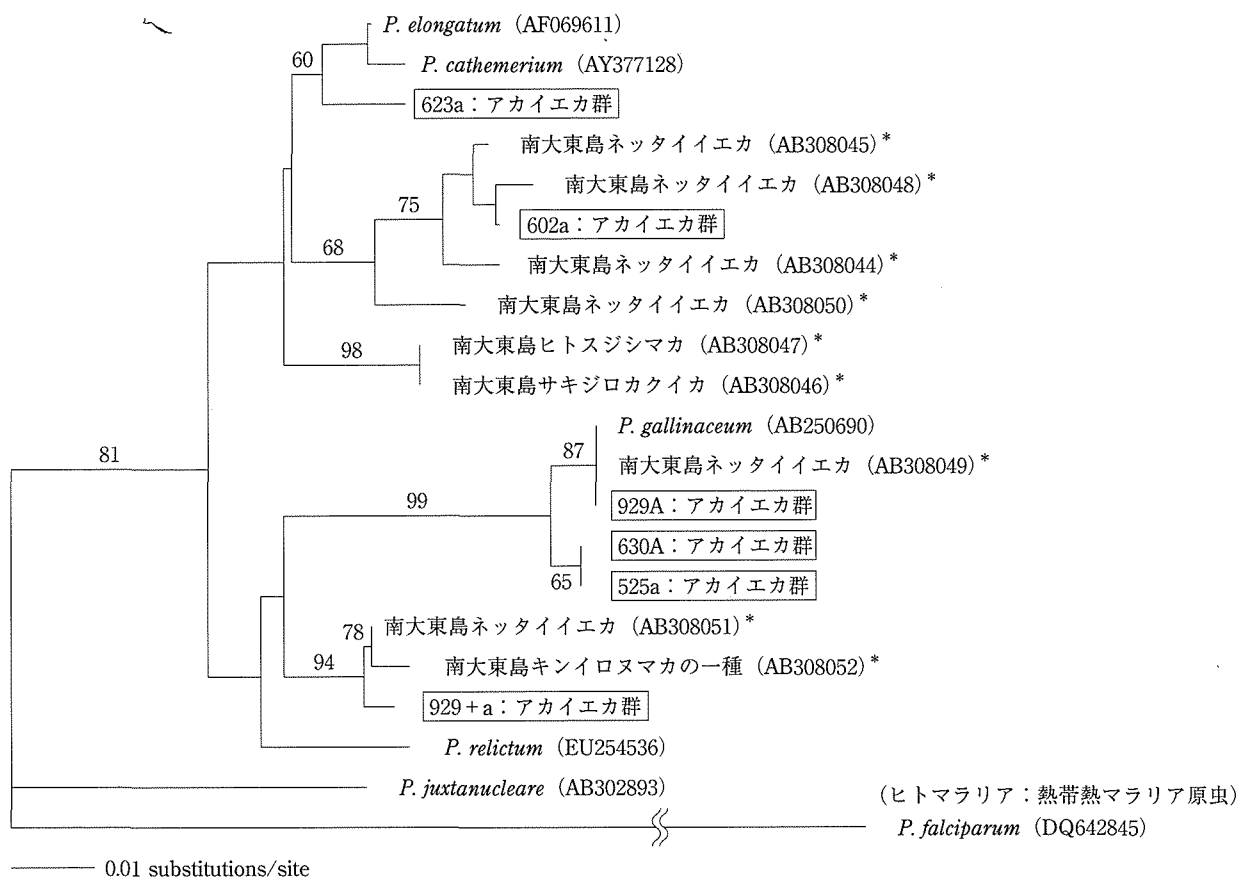 P. elongatum (AF069611)
P. cathemerium (AY377128)
60
623a：アカイエカ群
南大東島ネッタイイエカ (AB308045)*
南大東島ネッタイイエカ (AB308048)*
75
602a：アカイエカ群
68
南大東島ネッタイイエカ (AB308044)*
南大東島ネッタイイエカ (AB308050)*
98
南大東島ヒトスジシマカ (AB308047)*
南大東島サキジロカクイカ (AB308046)*
P. gallinaceum (AB250690)
81
87
南大東島ネッタイイエカ (AB308049)*
99
929A：アカイエカ群
630A：アカイエカ群
65
525a：アカイエカ群
78
南大東島ネッタイイエカ (AB308051)*
94
南大東島キンイロヌマカの一種 (AB308052)*
929+a：アカイエカ群
P. relictum (EU254536)
P. juxtanucleare (AB302893)
(ヒトマラリア：熱帯熱マラリア原虫)
P. falciparum (DQ642845)
0.01 substitutions/site